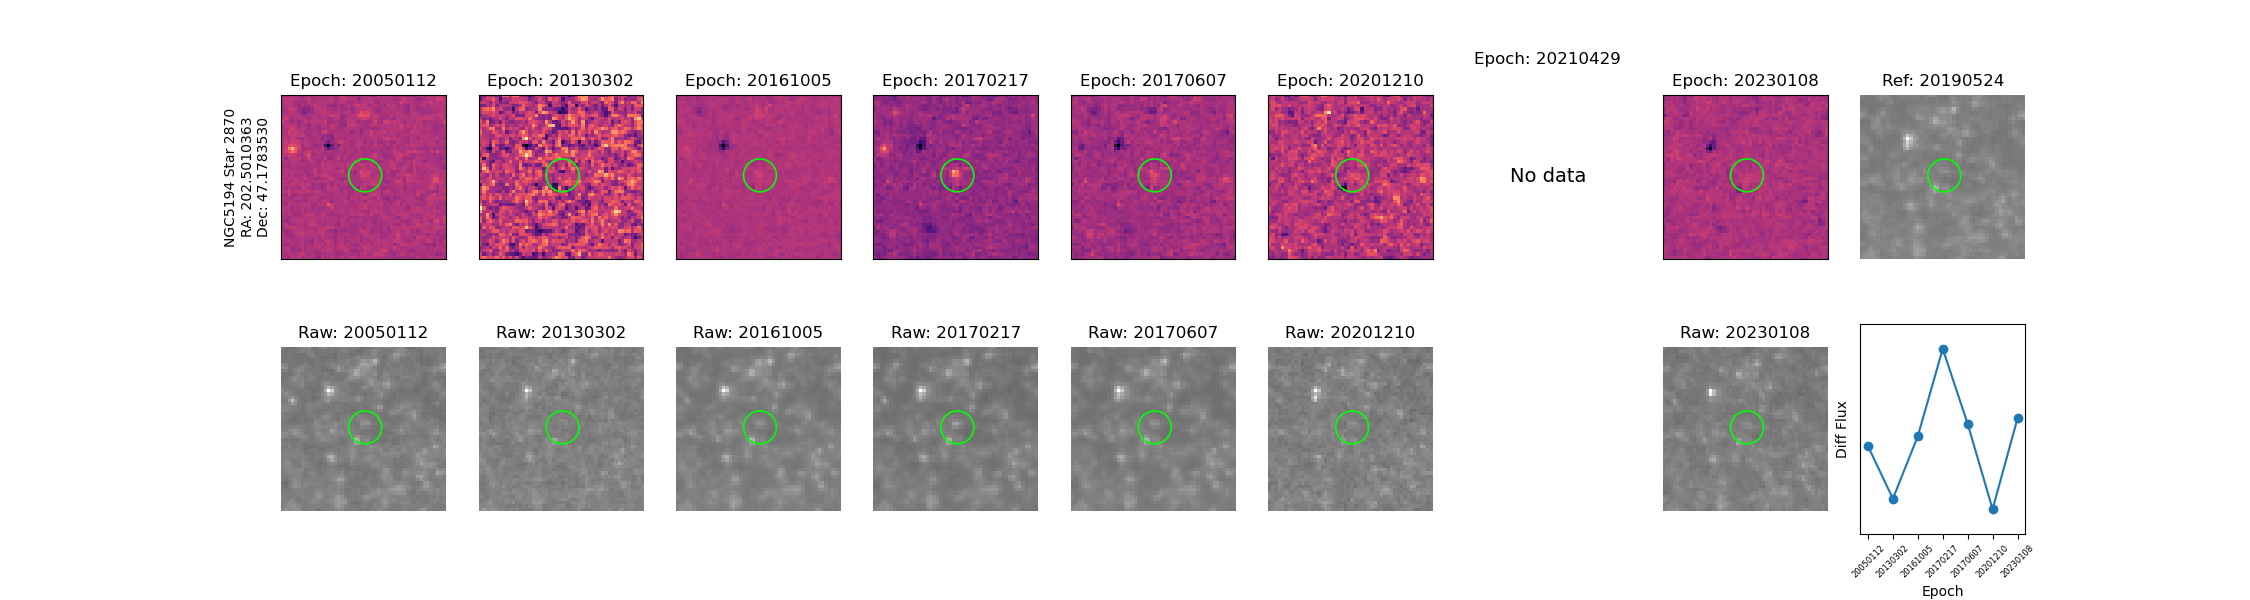 Epoch: 20050112
Epoch: 20130302
Epoch: 20161005
Epoch: 20170217
Epoch: 20170607
Epoch: 20201210
Epoch: 20210429
Epoch: 20230108
Ref: 20190524
NGC5194 Star 2870
RA: 202.5010363
Dec: 47.1783530
No data
Raw: 20050112
Raw: 20130302
Raw: 20161005
Raw: 20170217
Raw: 20170607
Raw: 20201210
Raw: 20230108
Diff Flux
20050112
20130302
20161005
20170217
20170607
20201210
20230108
Epoch